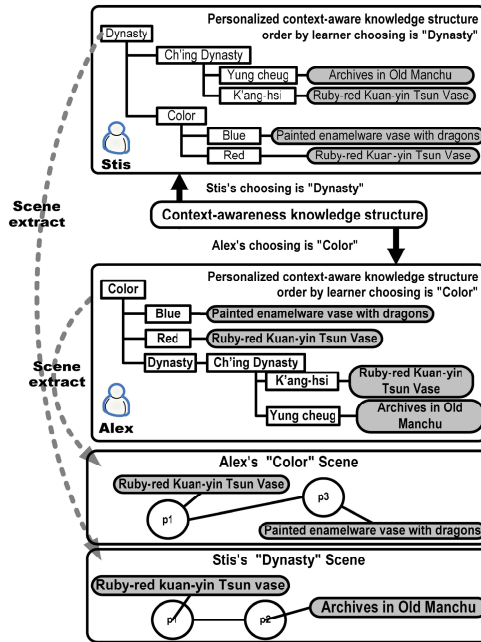 Personalized context-aware knowledge structure
order by learner choosing is "Dynasty"
Dynasty
Ch'ing Dynasty
Yung cheug
Archives in Old Manchu
K'ang-hsi
Ruby-red Kuan-yin Tsun Vase
Color
Blue
Painted enamelware vase with dragons
Red
Ruby-red Kuan-yin Tsun Vase
Stis
Scene
extract
Stis's choosing is "Dynasty"
Context-awareness knowledge structure
Alex's choosing is "Color"
Personalized context-aware knowledge structure
order by learner choosing is "Color"
Color
Blue
Painted enamelware vase with dragons
Red
Ruby-red Kuan-yin Tsun Vase
Dynasty
Ch'ing Dynasty
K'ang-hsi
Ruby-red Kuan-yin
Tsun Vase
Yung cheug
Archives in Old
Manchu
Scene
extract
Alex
Alex's "Color" Scene
Ruby-red Kuan-yin Tsun Vase
p1
p3
Painted enamelware vase with dragons
Stis's "Dynasty" Scene
Ruby-red kuan-yin Tsun vase
p1
p2
Archives in Old Manchu